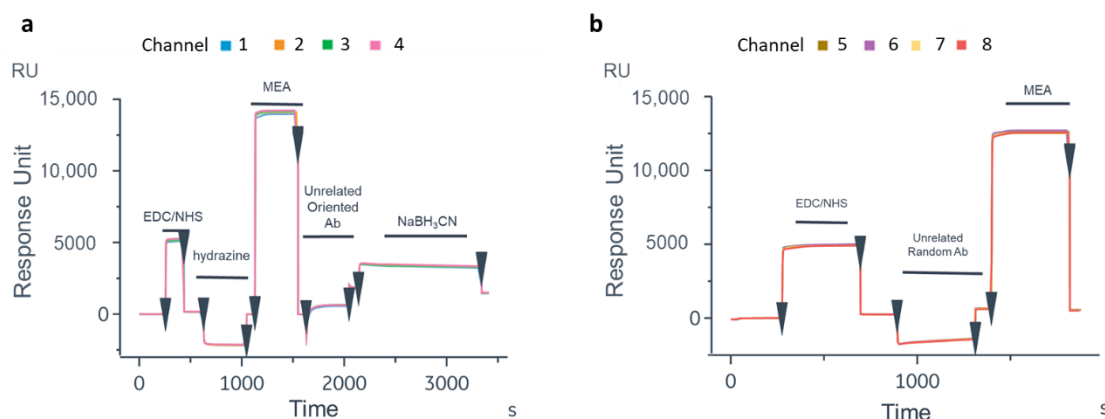 a
Channel 1 2 3 4
RU
MEA
15,000
10,000
5000
0
Response Unit
EDC/NHS
hydrazine
Unrelated
Oriented
Ab
NaBH₃CN
0 1000 2000 3000
Time s
b
Channel 5 6 7 8
RU
MEA
15,000
10,000
5000
0
Response Unit
EDC/NHS
Unrelated
Random Ab
0 1000
Time s